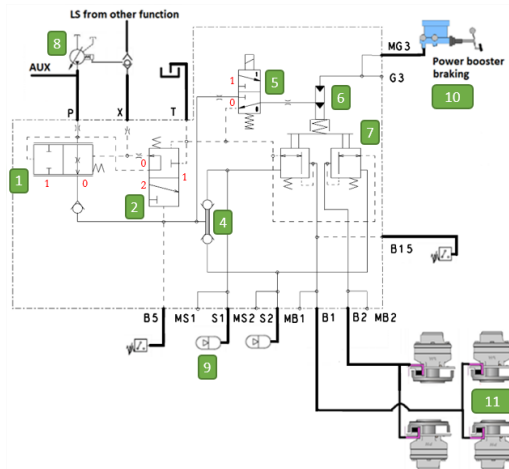 LS from other function
8
AUX
P
X
T
MG3
G3
Power booster
braking
10
5
1
0
6
7
1
1
0
0
1
2
2
4
B15
B5
MS1
S1
MS2
S2
MB1
B1
B2
MB2
9
11